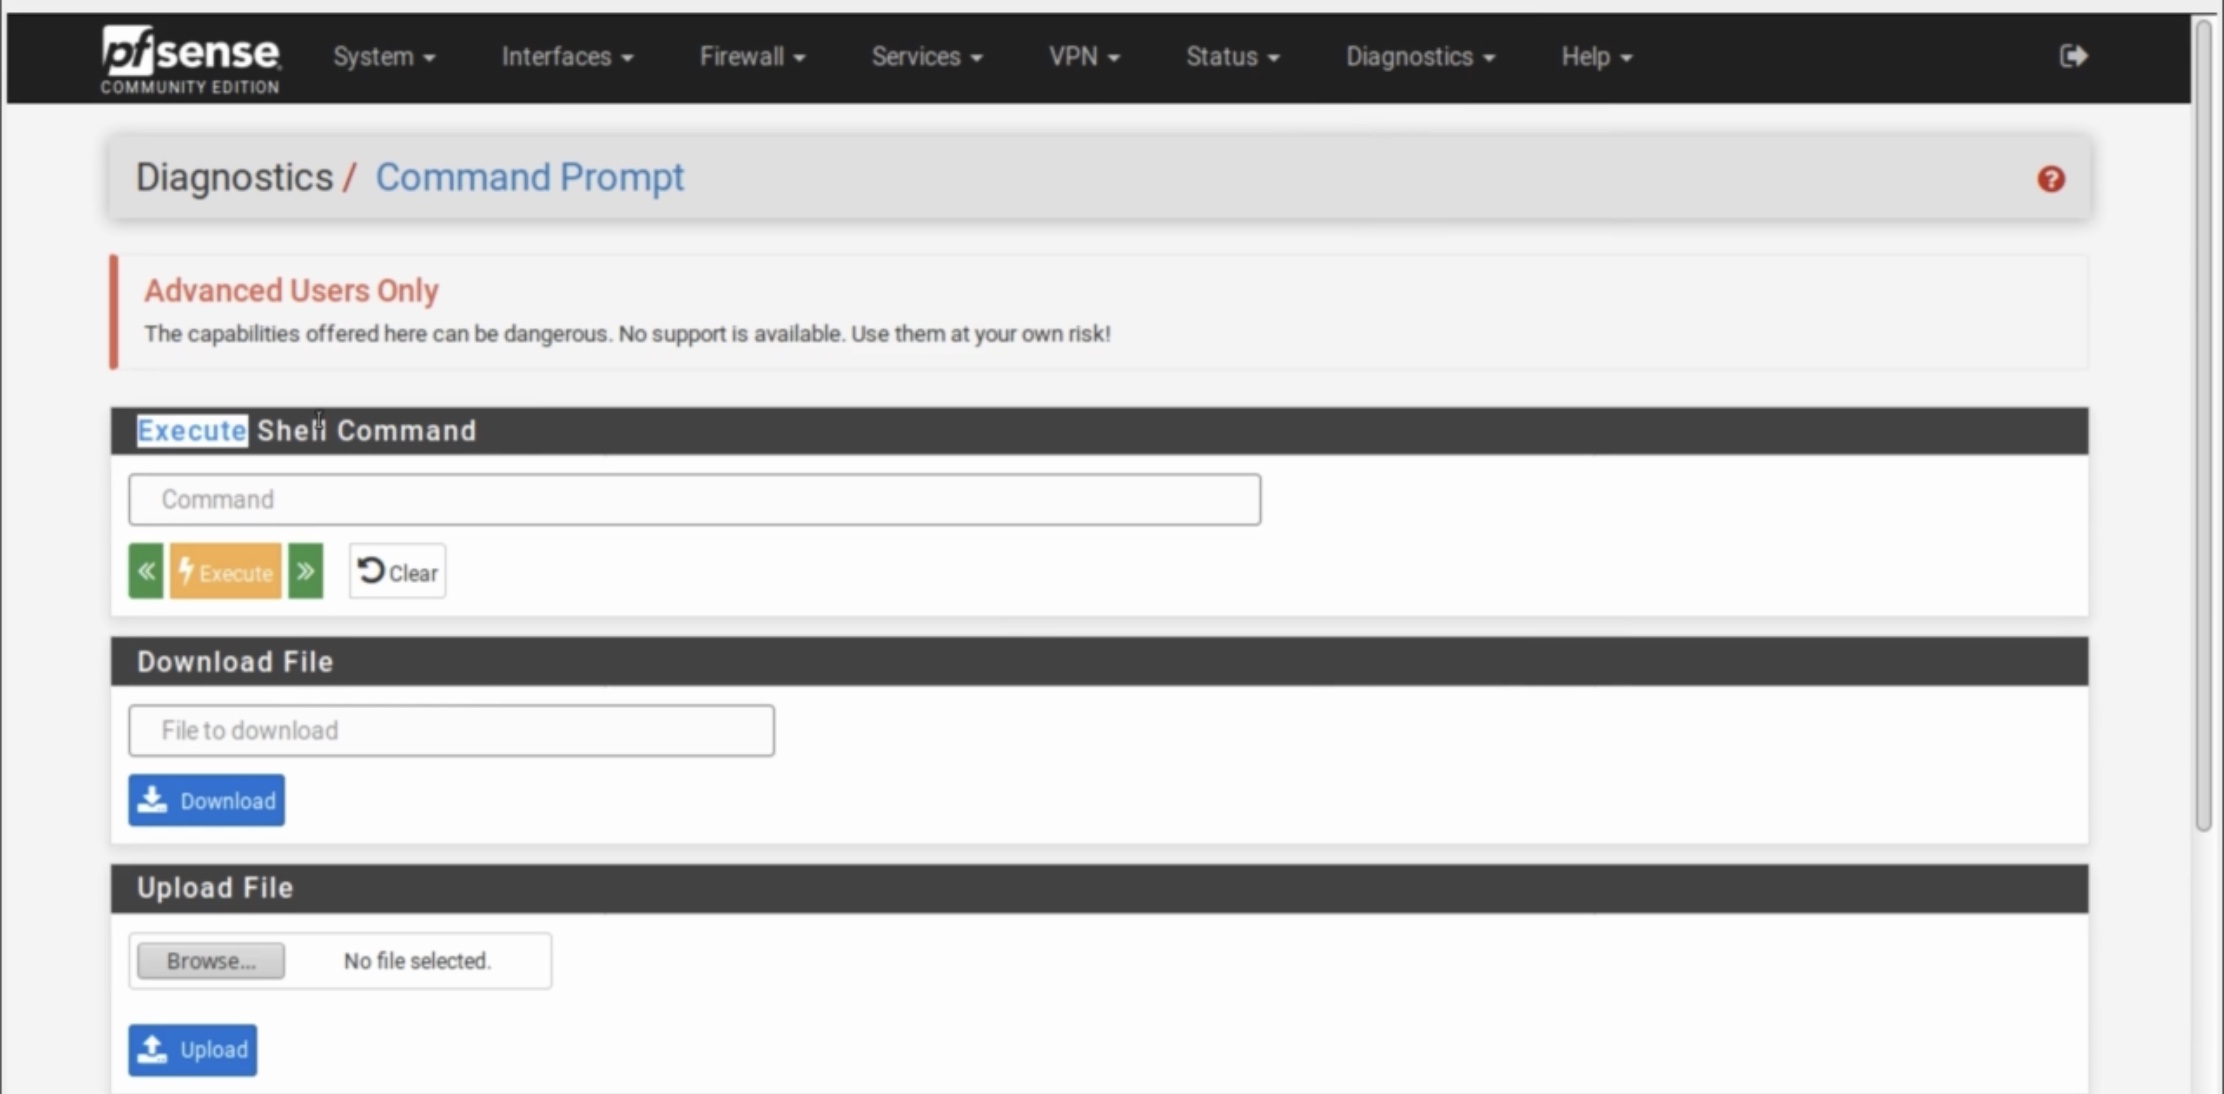 pfsense System Interfaces Firewall Services VPN Status Diagnostics Help
COMMUNITY EDITION
Diagnostics / Command Prompt
Advanced Users Only
The capabilities offered here can be dangerous. No support is available. Use them at your own risk!
Execute Shell Command
Command
Execute Clear
Download File
File to download
Download
Upload File
Browse... No file selected.
Upload